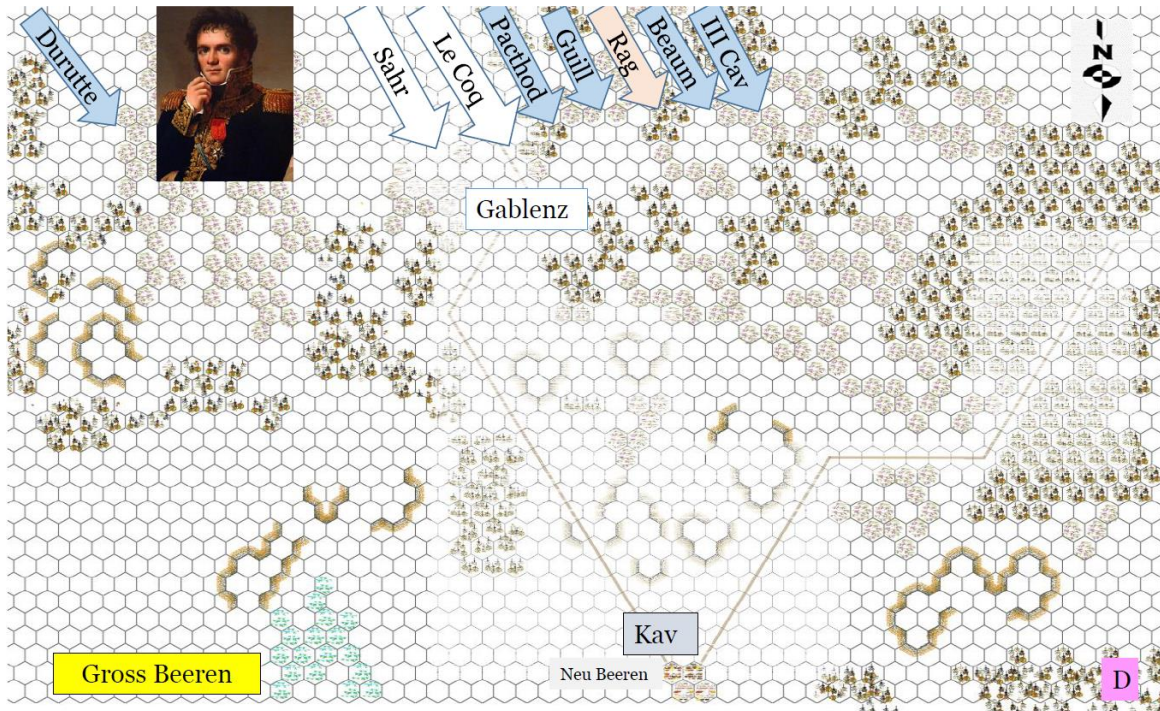 Durutte
Sahr
Le Coq
Pacthod
Guill
Rag
Beaum
III Cav
N
Gablenz
Kav
Neu Beeren
Gross Beeren
D